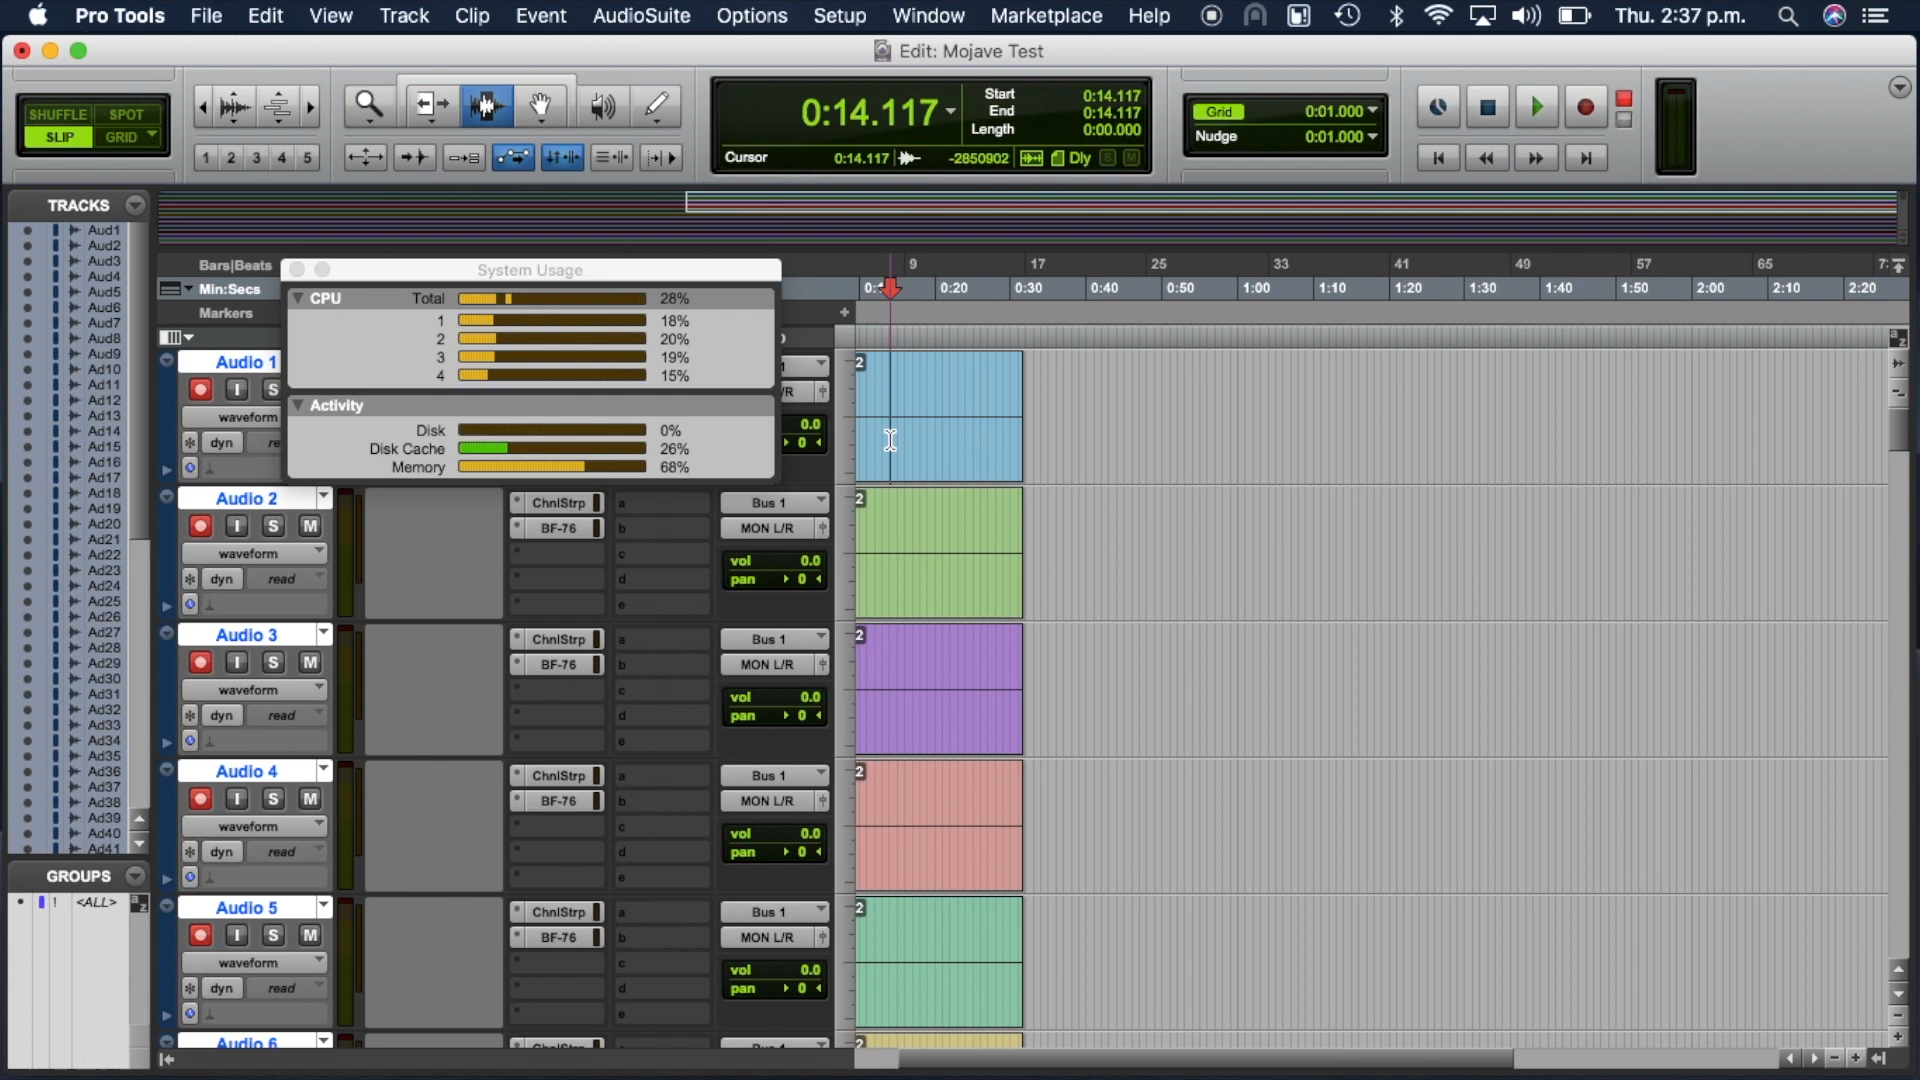 Pro Tools File Edit View Track Clip Event AudioSuite Options Setup Window Marketplace Help Thu. 2:37 p.m.
Edit: Mojave Test
SHUFFLE SPOT
SLIP GRID
1 2 3 4 5
0:14.117
Start 0:14.117
End 0:14.117
Length 0:00.000
Cursor 0:14.117 -2850902 Dly S M
Grid 0:01.000
Nudge 0:01.000
TRACKS
Aud1
Aud2
Aud3
Aud4
Aud5
Aud6
Aud7
Aud8
Aud9
Ad10
Ad11
Ad12
Ad13
Ad14
Ad15
Ad16
Ad17
Ad18
Ad19
Ad20
Ad21
Ad22
Ad23
Ad24
Ad25
Ad26
Ad27
Ad28
Ad29
Ad30
Ad31
Ad32
Ad33
Ad34
Ad35
Ad36
Ad37
Ad38
Ad39
Ad40
Ad41
GROUPS
! <ALL>
Bars|Beats 9 17 25 33 41 49 57 65
Min:Secs 0:20 0:30 0:40 0:50 1:00 1:10 1:20 1:30 1:40 1:50 2:00 2:10 2:20
Markers
System Usage
CPU Total 28%
1 18%
2 20%
3 19%
4 15%
Activity
Disk 0%
Disk Cache 26%
Memory 68%
Audio 1
I S
waveform
dyn re
/R
0.0
0
2
Audio 2
I S M
waveform
dyn read
ChnlStrp a Bus 1
BF-76 b MON L/R
c
vol 0.0
d
pan 0
e
2
Audio 3
I S M
waveform
dyn read
ChnlStrp a Bus 1
BF-76 b MON L/R
c
vol 0.0
d
pan 0
e
2
Audio 4
I S M
waveform
dyn read
ChnlStrp a Bus 1
BF-76 b MON L/R
c
vol 0.0
d
pan 0
e
2
Audio 5
I S M
waveform
dyn read
ChnlStrp a Bus 1
BF-76 b MON L/R
c
vol 0.0
d
pan 0
e
2
Audio 6
2